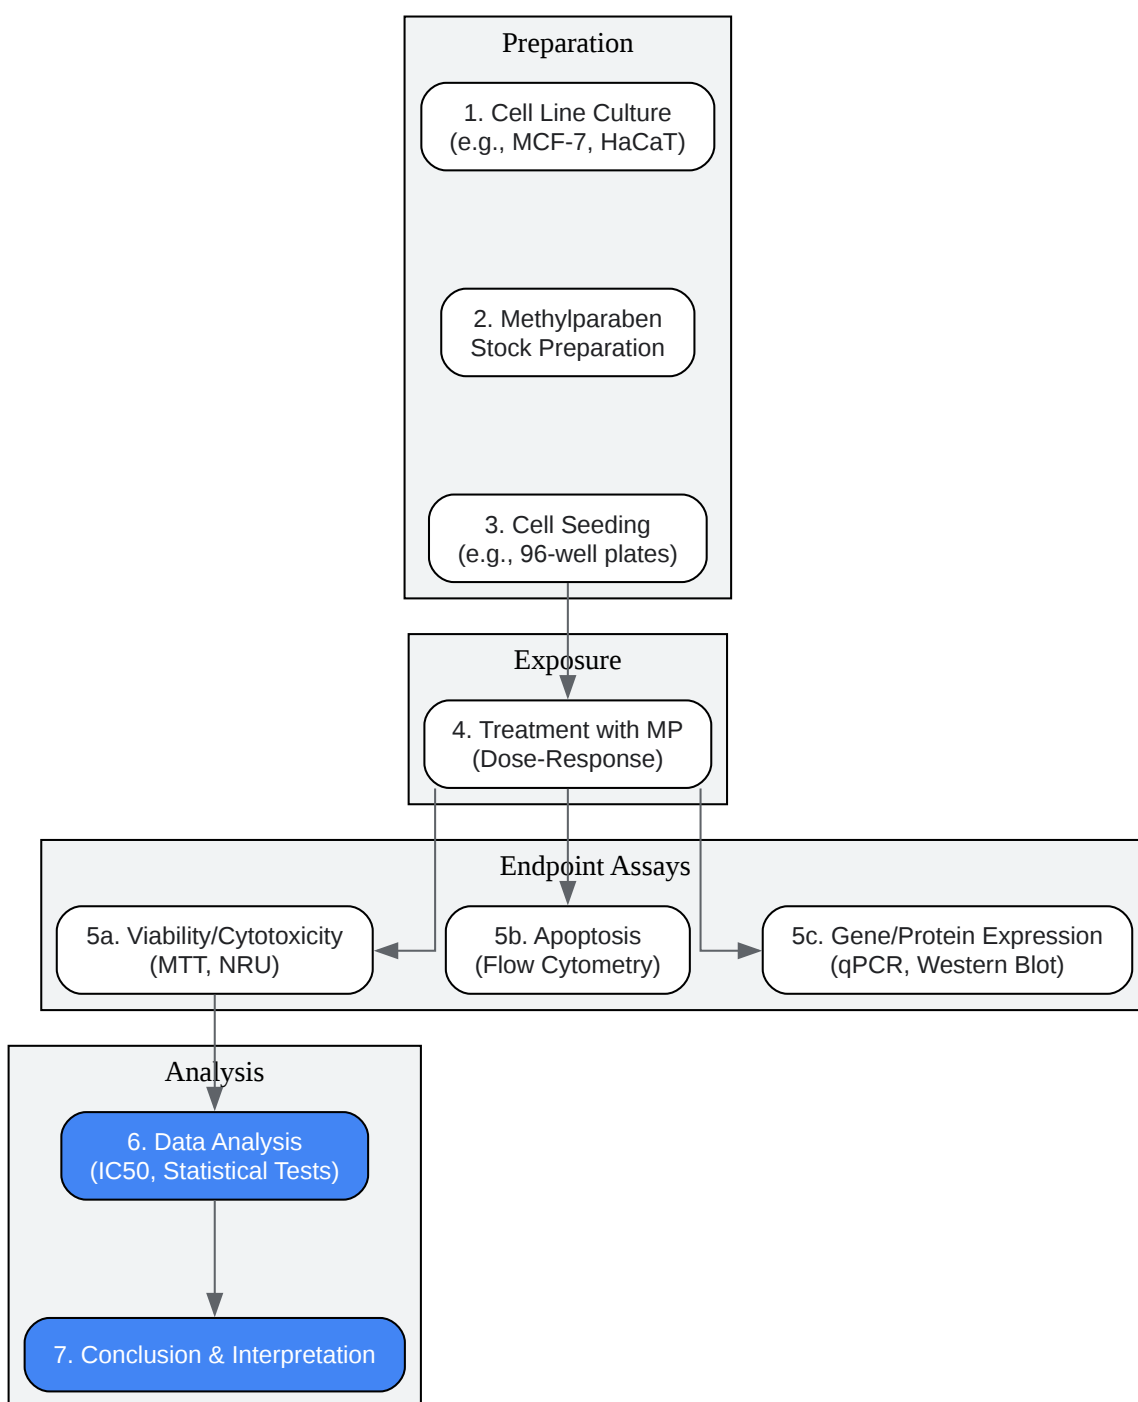 Preparation
1. Cell Line Culture
(e.g., MCF-7, HaCaT)
2. Methylparaben
Stock Preparation
3. Cell Seeding
(e.g., 96-well plates)
Exposure
4. Treatment with MP
(Dose-Response)
Endpoint Assays
5a. Viability/Cytotoxicity
(MTT, NRU)
5b. Apoptosis
(Flow Cytometry)
5c. Gene/Protein Expression
(qPCR, Western Blot)
Analysis
6. Data Analysis
(IC50, Statistical Tests)
7. Conclusion & Interpretation